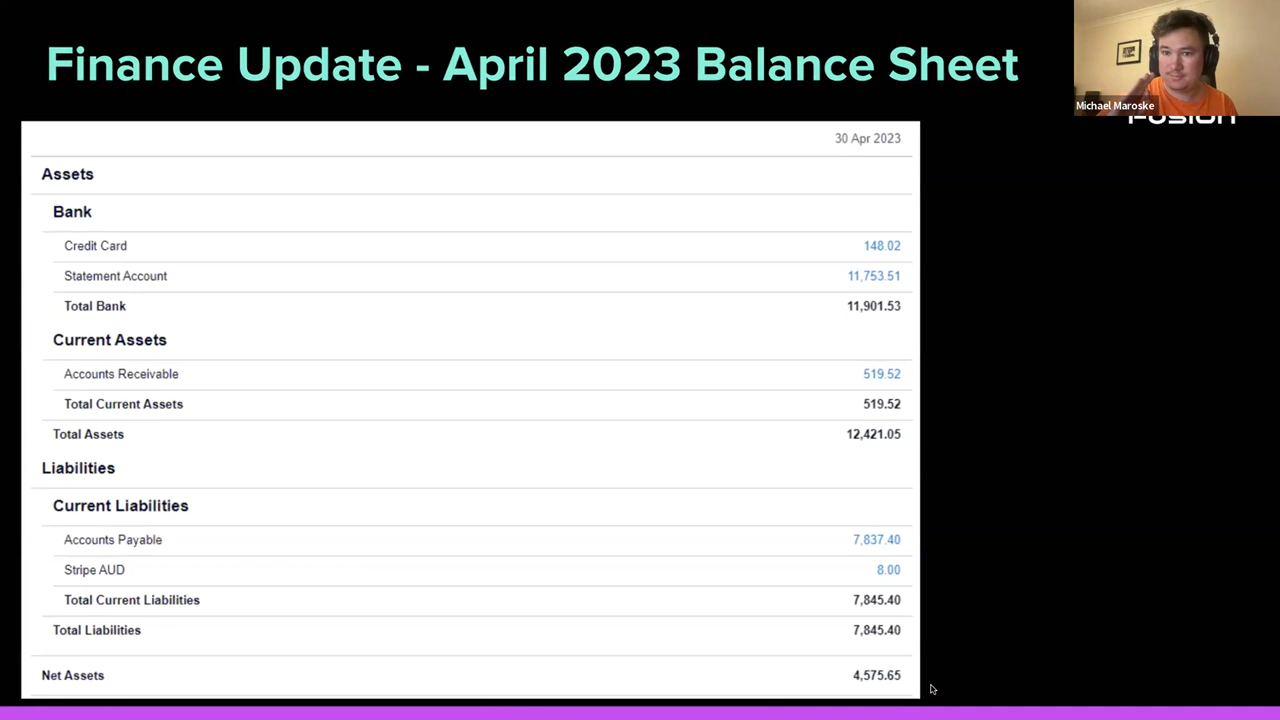 Finance Update - April 2023 Balance Sheet
Michael Maroske
Fusion
30 Apr 2023
Assets
Bank
Credit Card 148.02
Statement Account 11,753.51
Total Bank 11,901.53
Current Assets
Accounts Receivable 519.52
Total Current Assets 519.52
Total Assets 12,421.05
Liabilities
Current Liabilities
Accounts Payable 7,837.40
Stripe AUD 8.00
Total Current Liabilities 7,845.40
Total Liabilities 7,845.40
Net Assets 4,575.65